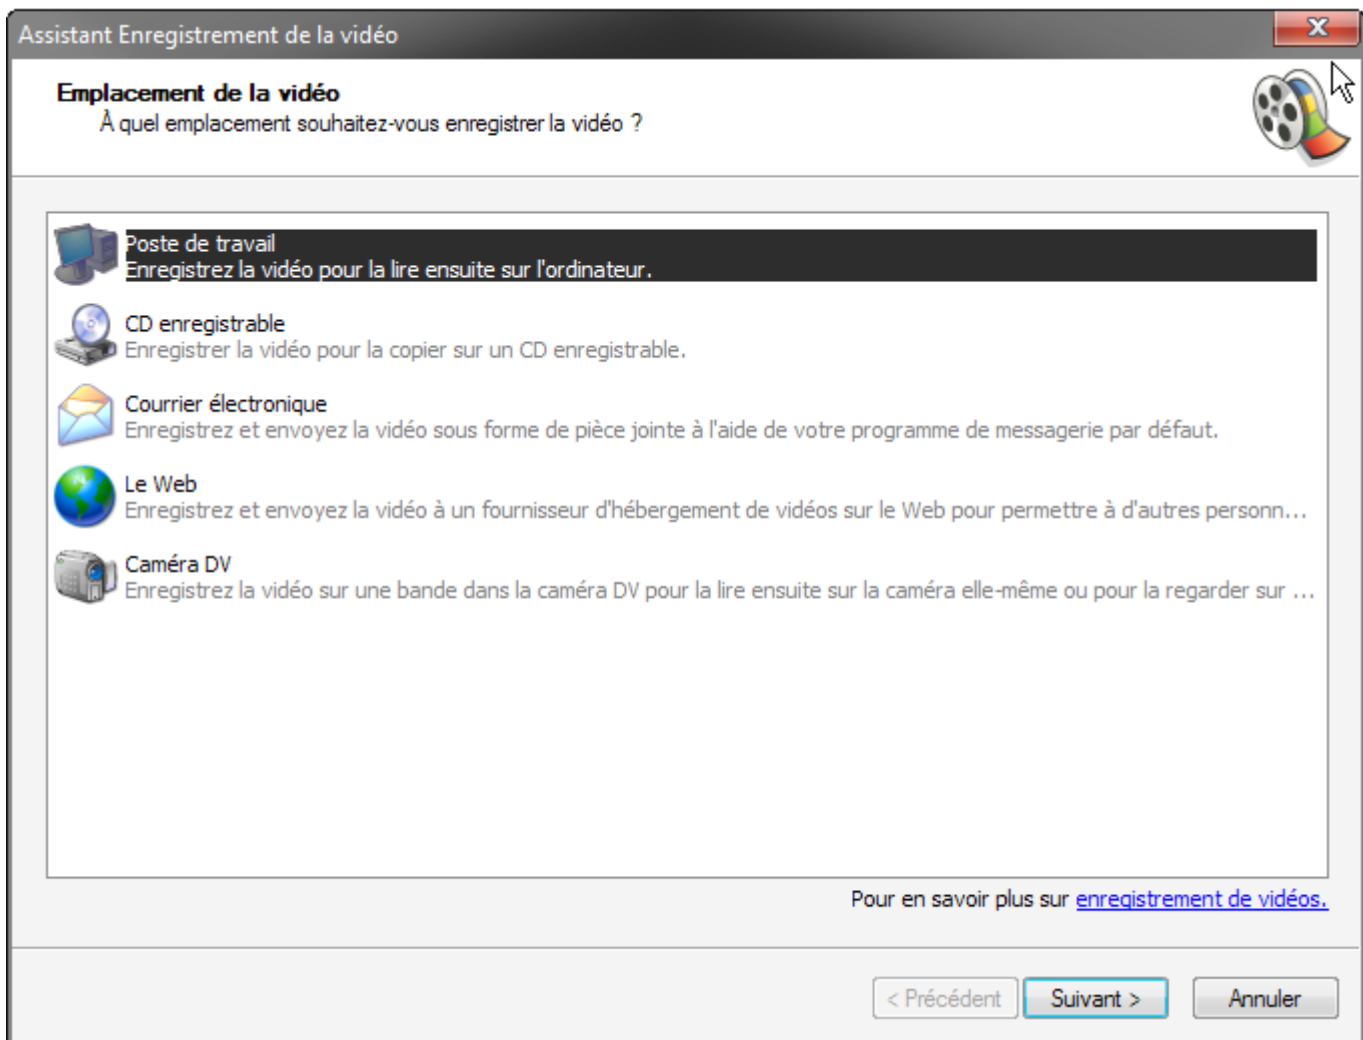 Assistant Enregistrement de la vidéo
Emplacement de la vidéo
À quel emplacement souhaitez-vous enregistrer la vidéo ?
Poste de travail
Enregistrez la vidéo pour la lire ensuite sur l'ordinateur.
CD enregistrable
Enregistrer la vidéo pour la copier sur un CD enregistrable.
Courrier électronique
Enregistrez et envoyez la vidéo sous forme de pièce jointe à l'aide de votre programme de messagerie par défaut.
Le Web
Enregistrez et envoyez la vidéo à un fournisseur d'hébergement de vidéos sur le Web pour permettre à d'autres personn...
Caméra DV
Enregistrez la vidéo sur une bande dans la caméra DV pour la lire ensuite sur la caméra elle-même ou pour la regarder sur ...
Pour en savoir plus sur enregistrement de vidéos.
< Précédent Suivant > Annuler